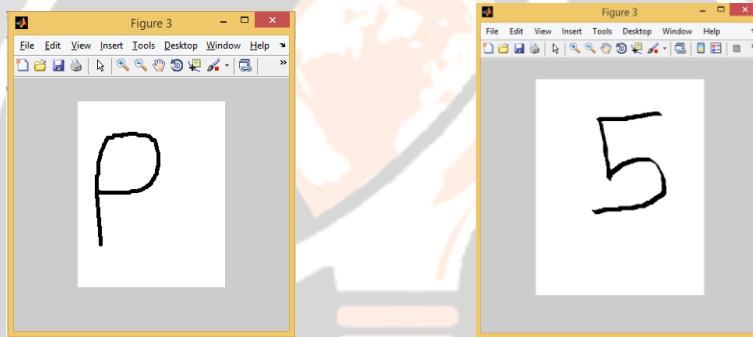 Figure 3
File Edit View Insert Tools Desktop Window Help
P
Figure 3
File Edit View Insert Tools Desktop Window Help
5